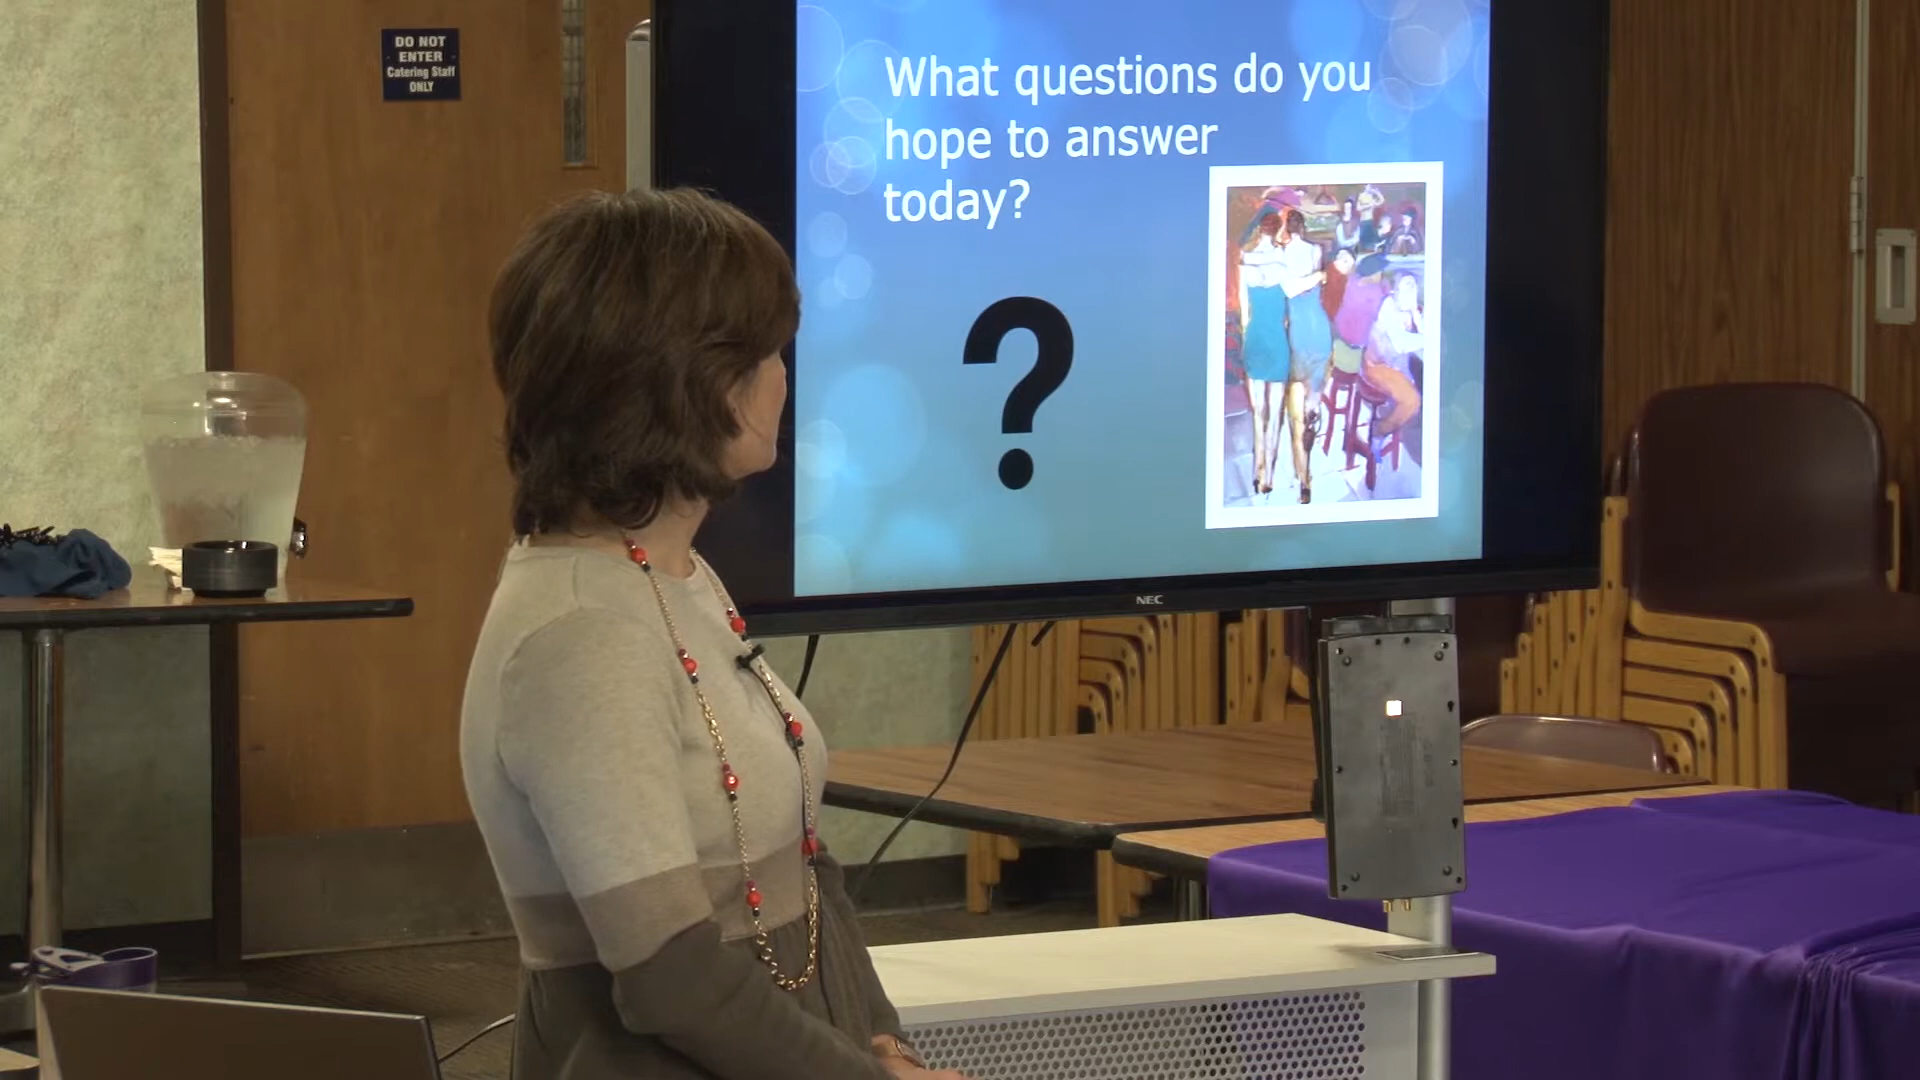 DO NOT
ENTER
Catering Staff
ONLY
What questions do you
hope to answer
today?
?
NEC